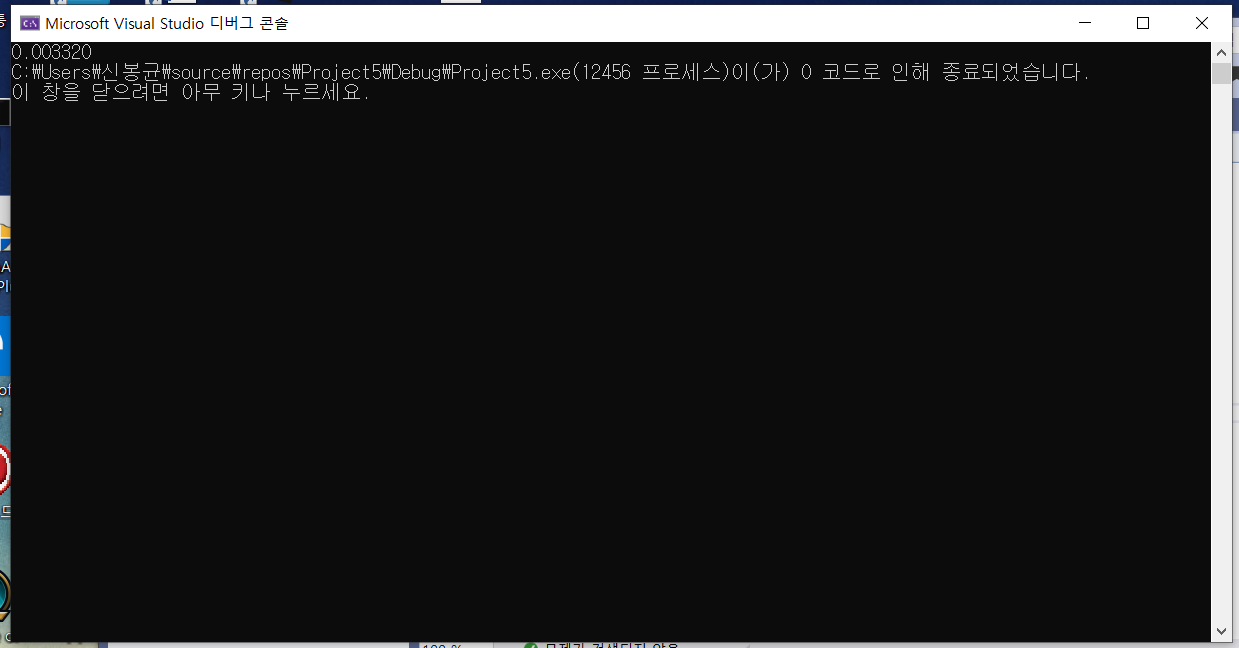 Microsoft Visual Studio 디버그 콘솔
0.003320
C:\Users\신봉균\source\repos\Project5\Debug\Project5.exe(12456 프로세스)이(가) 0 코드로 인해 종료되었습니다.
이 창을 닫으려면 아무 키나 누르세요.